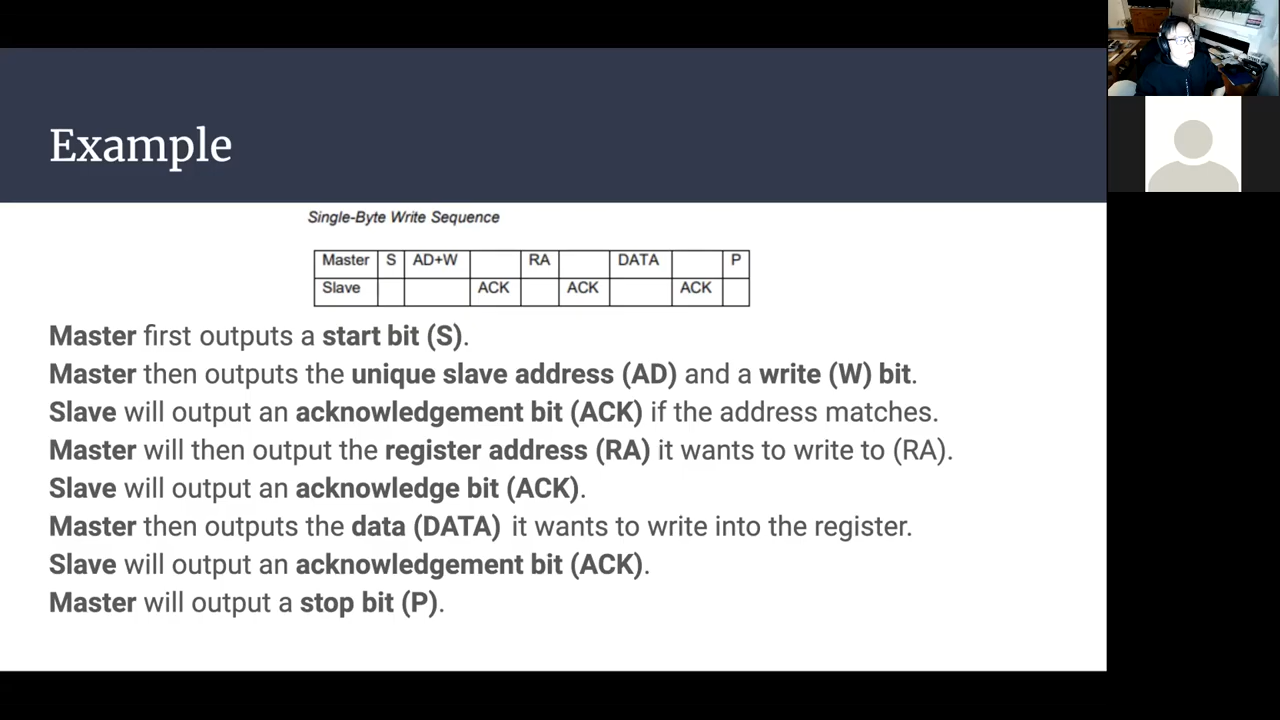 Example
Single-Byte Write Sequence
Master S AD+W RA DATA P
Slave ACK ACK ACK
Master first outputs a start bit (S).
Master then outputs the unique slave address (AD) and a write (W) bit.
Slave will output an acknowledgement bit (ACK) if the address matches.
Master will then output the register address (RA) it wants to write to (RA).
Slave will output an acknowledge bit (ACK).
Master then outputs the data (DATA) it wants to write into the register.
Slave will output an acknowledgement bit (ACK).
Master will output a stop bit (P).